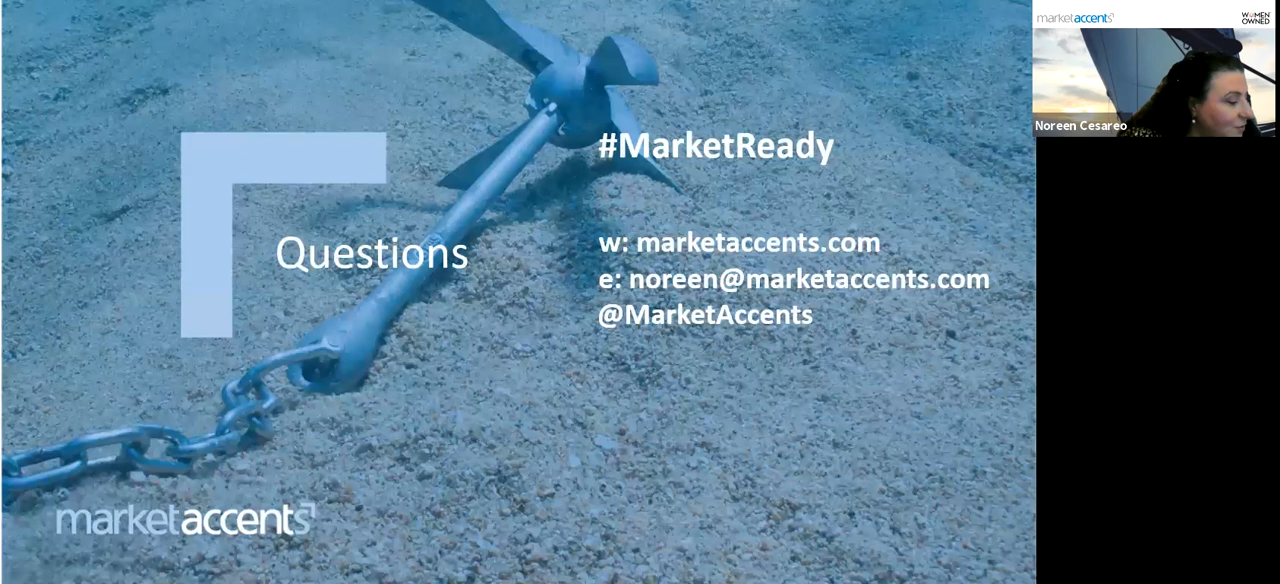 #MarketReady
Questions
w: marketaccents.com
e: noreen@marketaccents.com
@MarketAccents
marketaccents
marketaccents
WOMEN
OWNED
Noreen Cesareo